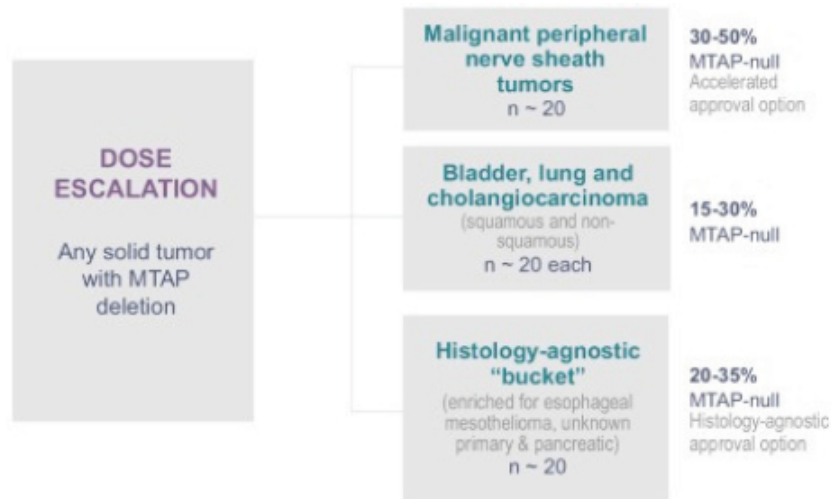 DOSE
ESCALATION
Any solid tumor
with MTAP
deletion
Malignant peripheral
nerve sheath
tumors
n ~ 20
30-50%
MTAP-null
Accelerated
approval option
Bladder, lung and
cholangiocarcinoma
(squamous and non-
squamous)
n ~ 20 each
15-30%
MTAP-null
Histology-agnostic
“bucket”
(enriched for esophageal
mesothelioma, unknown
primary & pancreatic)
n ~ 20
20-35%
MTAP-null
Histology-agnostic
approval option